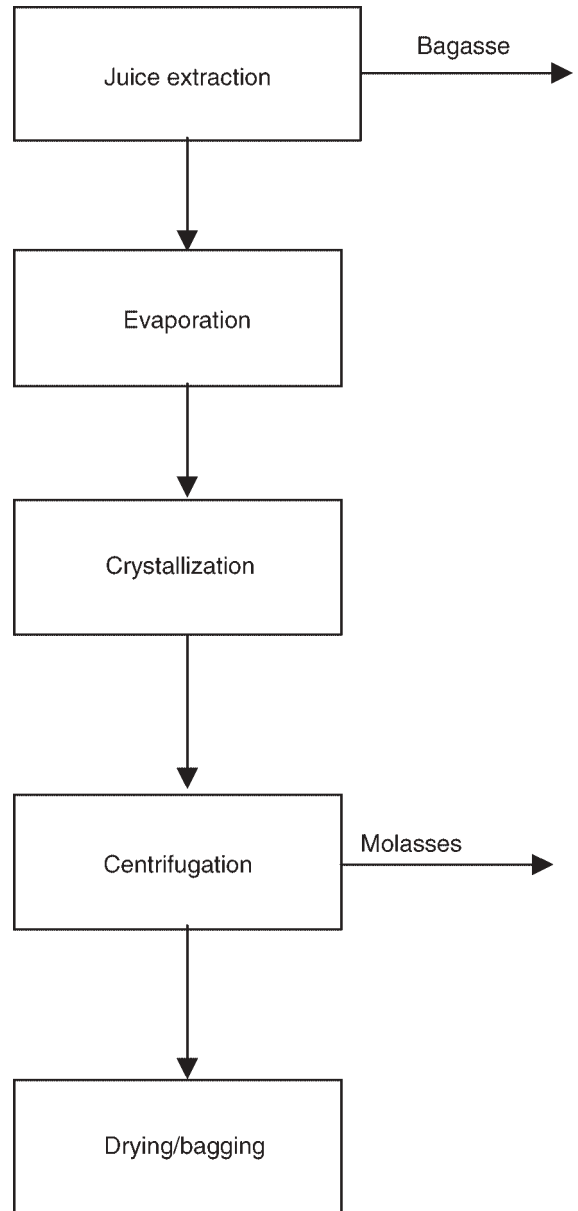 Juice extraction
Bagasse
Evaporation
Crystallization
Centrifugation
Molasses
Drying/bagging